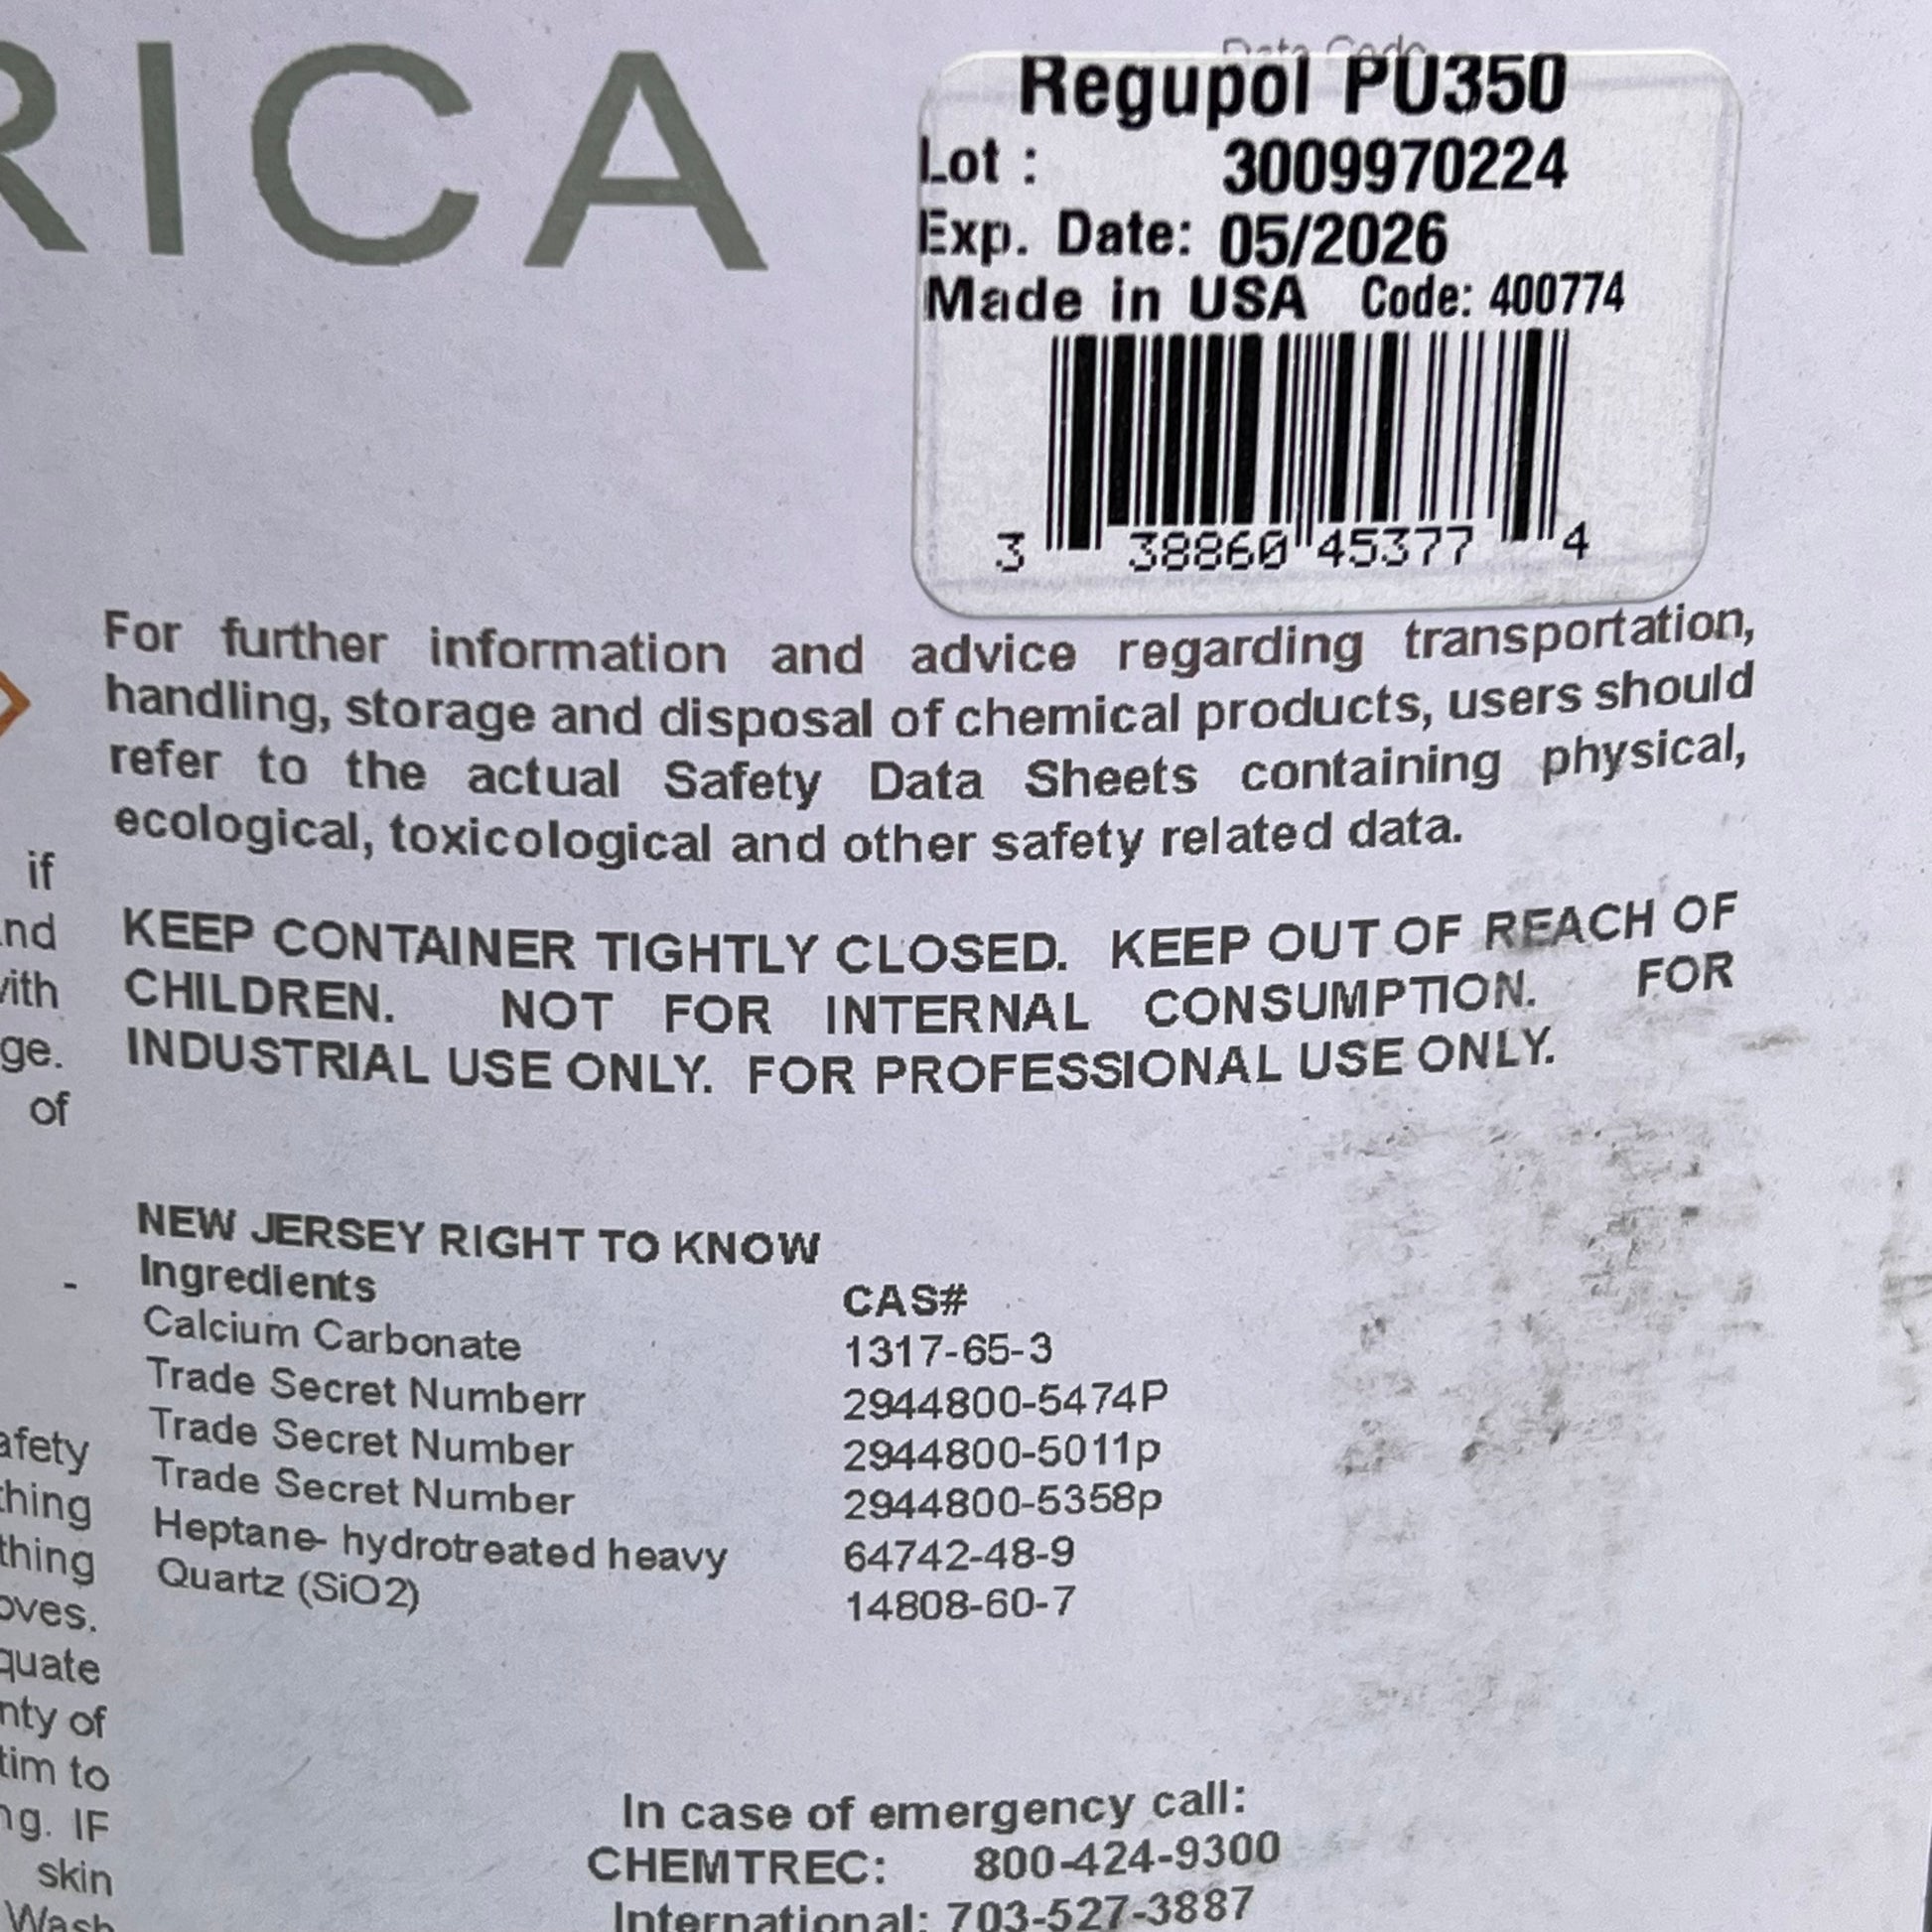 RICA
Regupol PU350
Lot : 3009970224
Exp. Date: 05/2026
Made in USA Code: 400774
3 38860 45377 4
For further information and advice regarding transportation,
handling, storage and disposal of chemical products, users should
refer to the actual Safety Data Sheets containing physical,
ecological, toxicological and other safety related data.
KEEP CONTAINER TIGHTLY CLOSED. KEEP OUT OF REACH OF
CHILDREN. NOT FOR INTERNAL CONSUMPTION. FOR
INDUSTRIAL USE ONLY. FOR PROFESSIONAL USE ONLY.
NEW JERSEY RIGHT TO KNOW
Ingredients CAS#
Calcium Carbonate 1317-65-3
Trade Secret Numberr 2944800-5474P
Trade Secret Number 2944800-5011p
Trade Secret Number 2944800-5358p
Heptane- hydrotreated heavy 64742-48-9
Quartz (SiO2) 14808-60-7
In case of emergency call:
CHEMTREC: 800-424-9300
International: 703-527-3887
if
nd
ith
ge.
of
-
afety
thing
thing
oves.
quate
nty of
tim to
ng. IF
skin
Wash